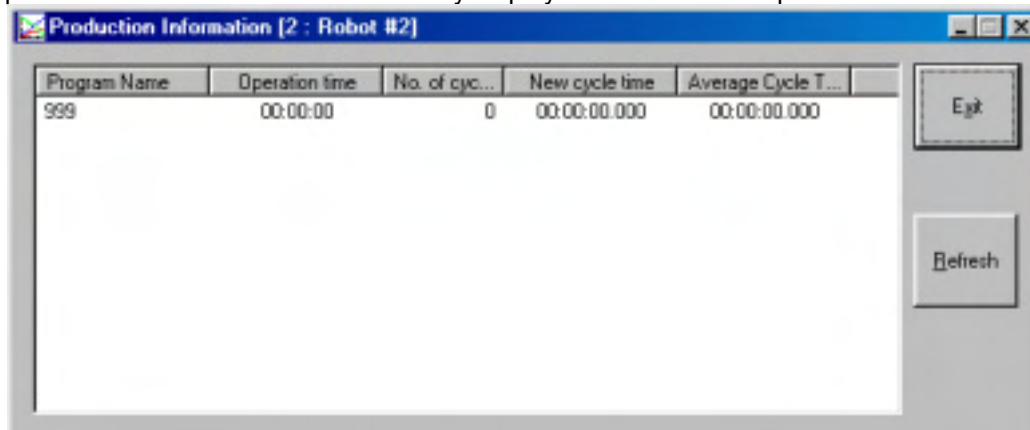 Production Information [2 : Robot #2]
Program Name Operation time No. of cyc... New cycle time Average Cycle T...
999 00:00:00 0 00:00:00.000 00:00:00.000
Exit
Refresh